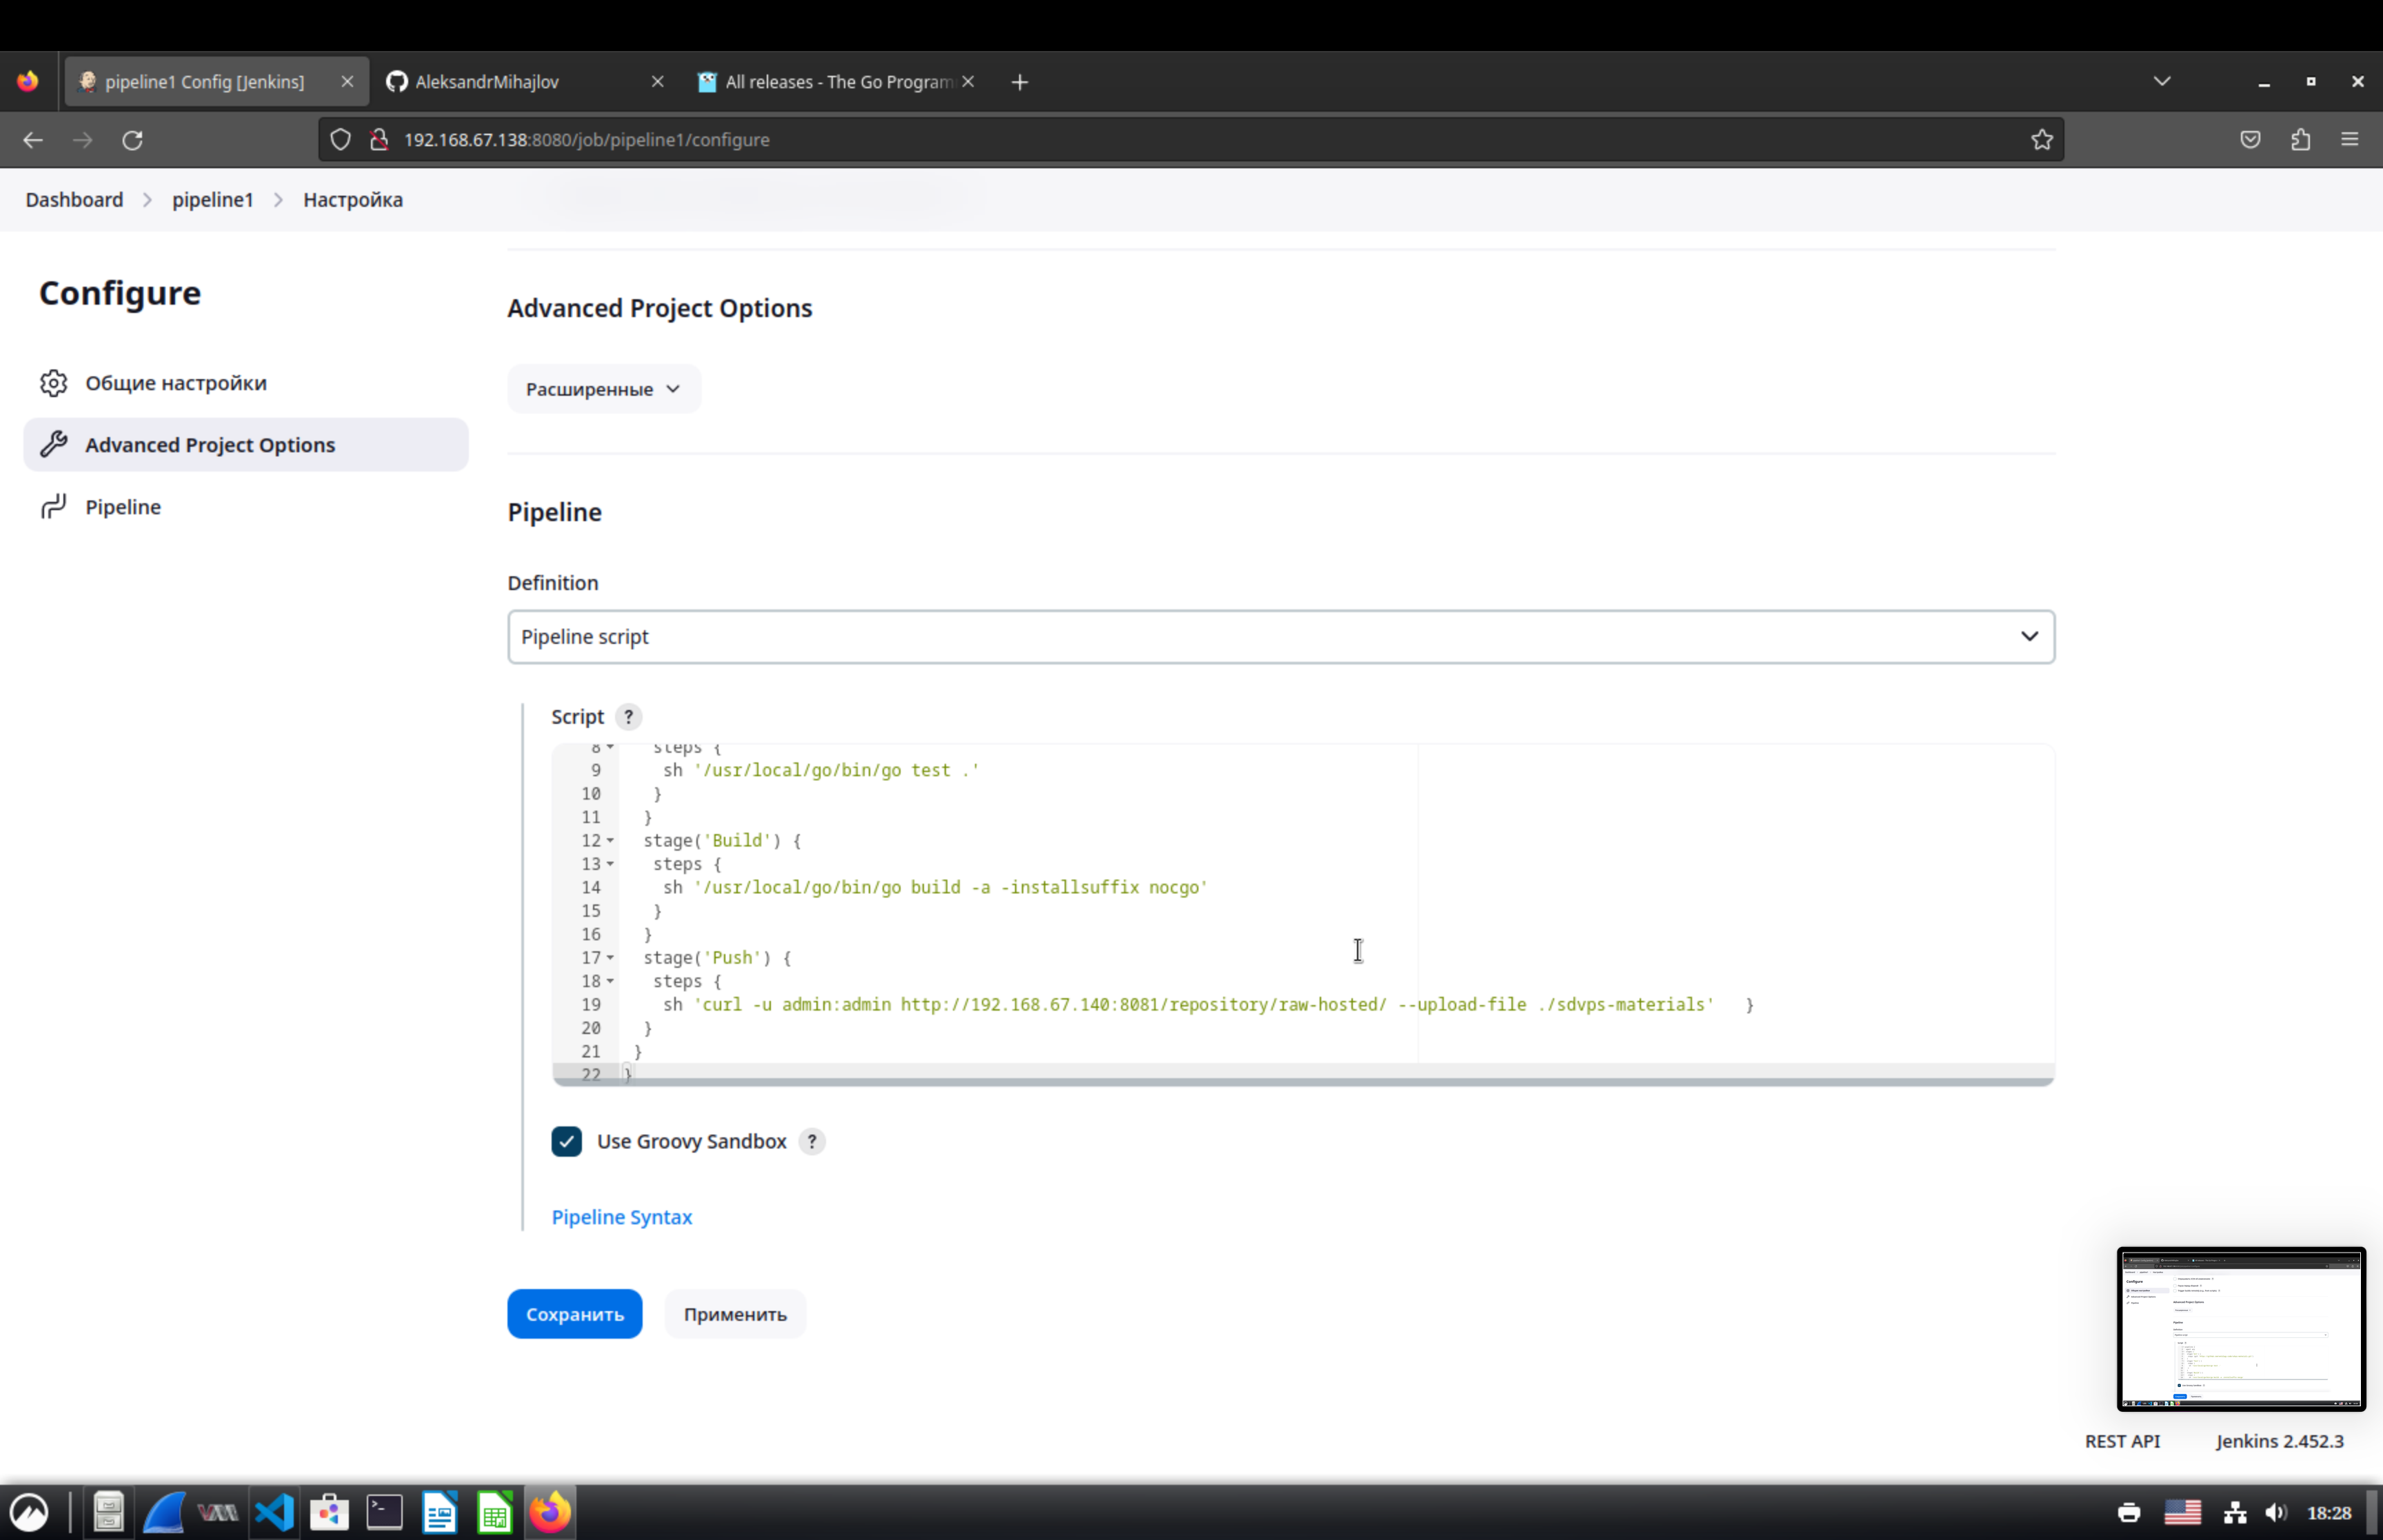 pipeline1 Config [Jenkins]
AleksandrMihajlov
All releases - The Go Program
192.168.67.138:8080/job/pipeline1/configure
Dashboard
pipeline1
Настройка
Configure
Общие настройки
Advanced Project Options
Pipeline
Advanced Project Options
Расширенные
Pipeline
Definition
Pipeline script
Script ?
8 steps {
9 sh '/usr/local/go/bin/go test .'
10 }
11 }
12 stage('Build') {
13 steps {
14 sh '/usr/local/go/bin/go build -a -installsuffix nocgo'
15 }
16 }
17 stage('Push') {
18 steps {
19 sh 'curl -u admin:admin http://192.168.67.140:8081/repository/raw-hosted/ --upload-file ./sdvps-materials' }
20 }
21 }
22 }
Use Groovy Sandbox ?
Pipeline Syntax
Сохранить
Применить
REST API
Jenkins 2.452.3
18:28